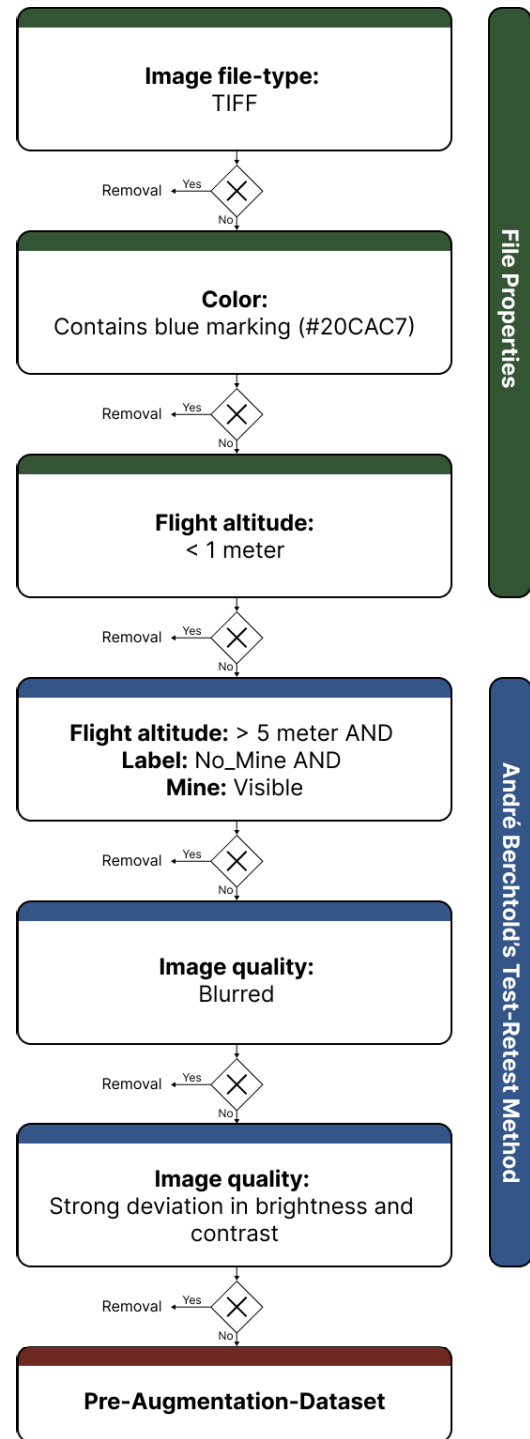 Image file-type:
TIFF
Removal
Yes
No
Color:
Contains blue marking (#20CAC7)
Removal
Yes
No
Flight altitude:
< 1 meter
Removal
Yes
No
File Properties
Flight altitude: > 5 meter AND
Label: No_Mine AND
Mine: Visible
Removal
Yes
No
Image quality:
Blurred
Removal
Yes
No
Image quality:
Strong deviation in brightness and
contrast
Removal
Yes
No
André Berchtold's Test-Retest Method
Pre-Augmentation-Dataset